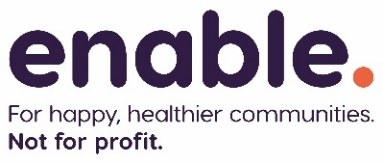 enable.
For happy, healthier communities.
Not for profit.